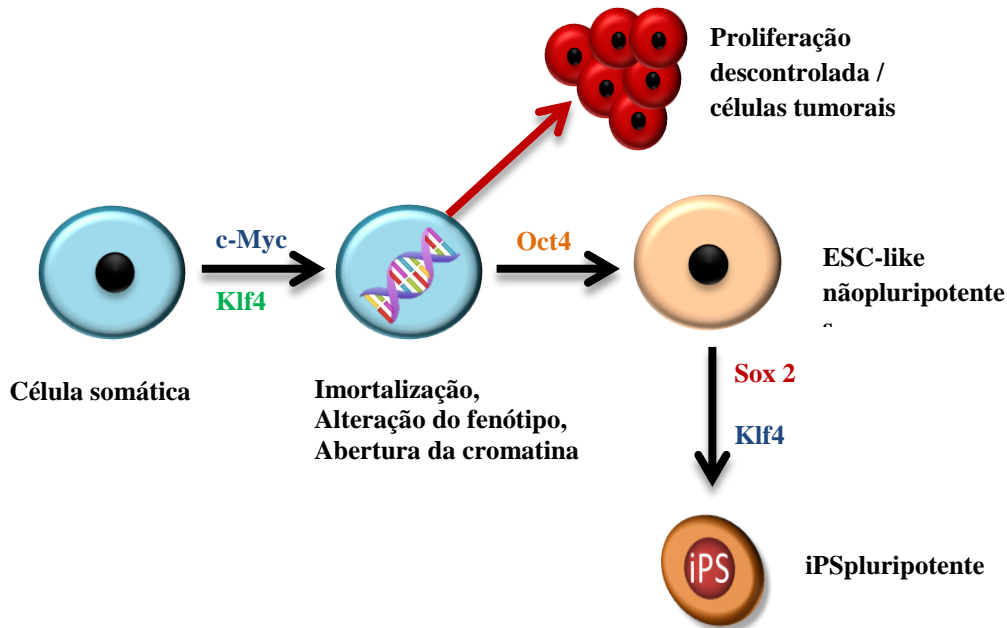 Proliferação
descontrolada /
células tumorais
c-Myc
Klf4
Oct4
ESC-like
nãopluripotente
Célula somática
Imortalização,
Alteração do fenótipo,
Abertura da cromatina
Sox 2
Klf4
iPS
iPSpluripotente